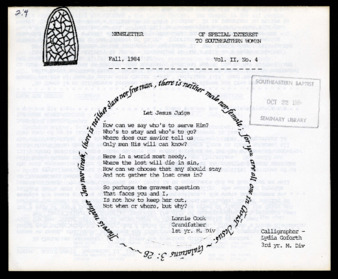 2:4
NEWSLETTER
OF SPECIAL INTEREST
TO SOUTHEASTERN WOMEN
Fall, 1984
Vol. II, No. 4
SOUTHEASTERN BAPTIST
OCT
SEMINARY LIBRARY
There is neither Jew nor Greek, there is neither slave nor free man, there is neither male nor female; for you are all one in Christ Jesus. ~ Galatians 3:28
Let Jesus Judge
How can we say who's to serve Him?
Who's to stay and who's to go?
Where does our savior tell us
Only men His will can know?
Here in a world most needy,
Where the lost will die in sin,
How can we choose that any should stay
And not gather the lost ones in?
So perhaps the gravest question
That faces you and I,
Is not how to keep her out,
Not when or where, but why?
Lonnie Cook
Grandfather
1st yr. M. Div
Calligrapher -
Lydia Goforth
3rd yr. M. Div